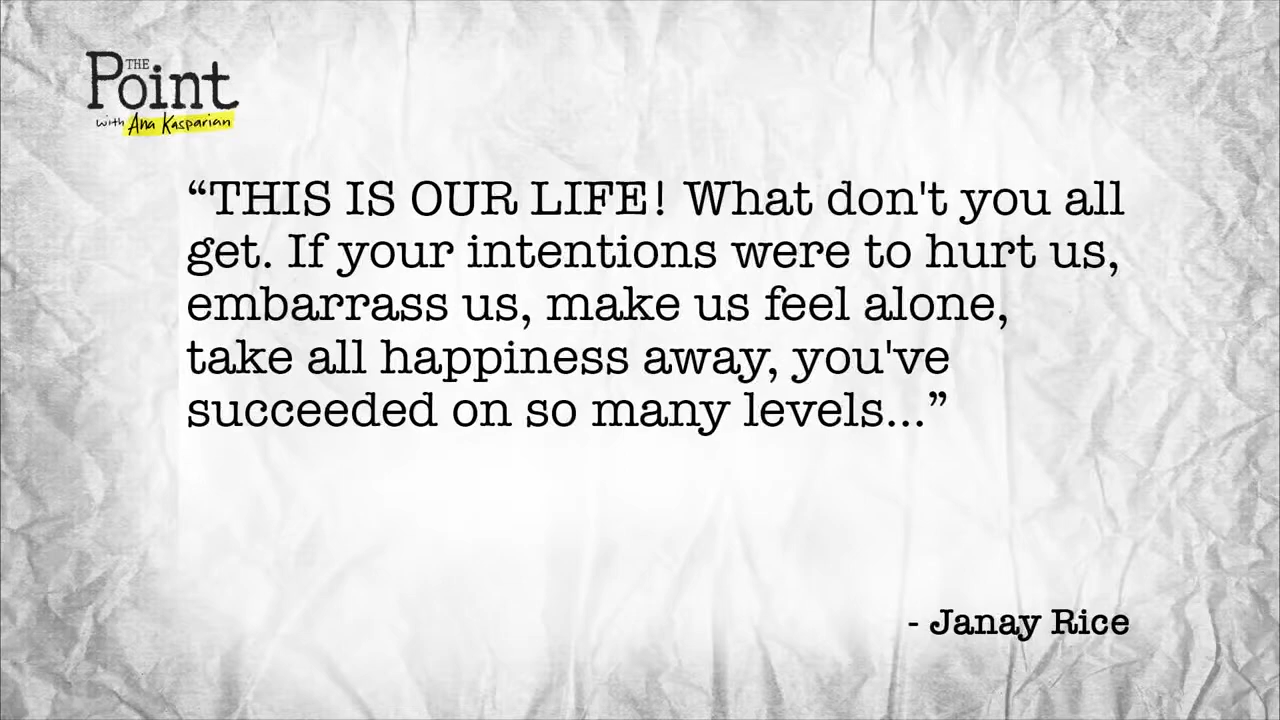 THE
Point
with Ana Kasparian
“THIS IS OUR LIFE! What don't you all
get. If your intentions were to hurt us,
embarrass us, make us feel alone,
take all happiness away, you've
succeeded on so many levels...”
- Janay Rice